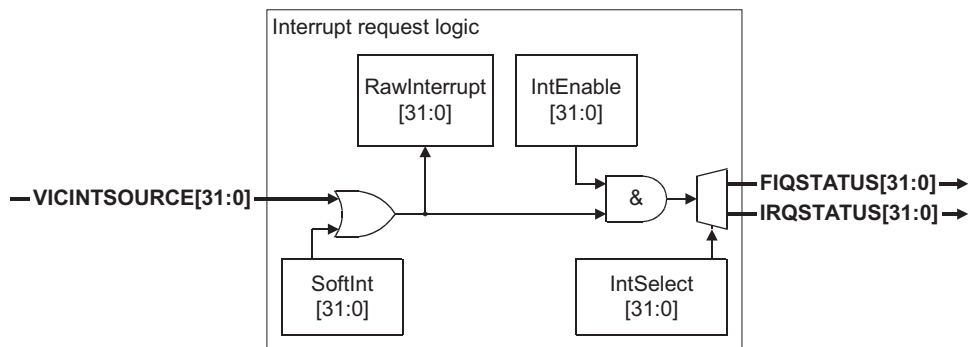 Interrupt request logic
RawInterrupt
[31:0]
IntEnable
[31:0]
VICINTSOURCE[31:0]
&
FIQSTATUS[31:0]
IRQSTATUS[31:0]
SoftInt
[31:0]
IntSelect
[31:0]